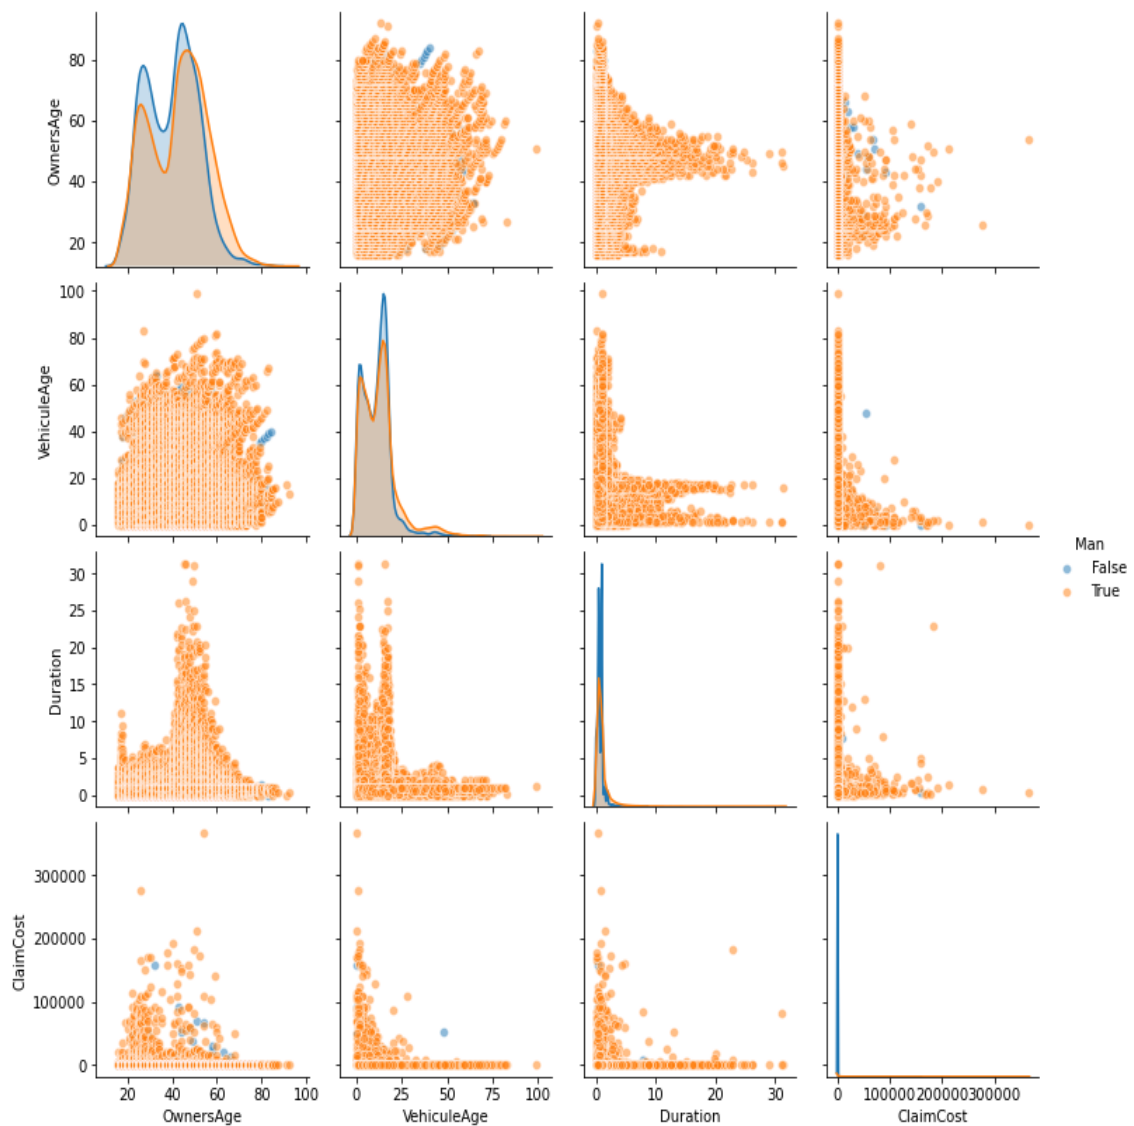 80
60
40
20
OwnersAge
100
80
60
40
20
0
VehiculeAge
Man
False
True
30
25
20
15
10
5
0
Duration
300000
200000
100000
0
ClaimCost
20 40 60 80 100
0 25 50 75 100
0 10 20 30
0 100000 200000 300000
OwnersAge VehiculeAge Duration ClaimCost